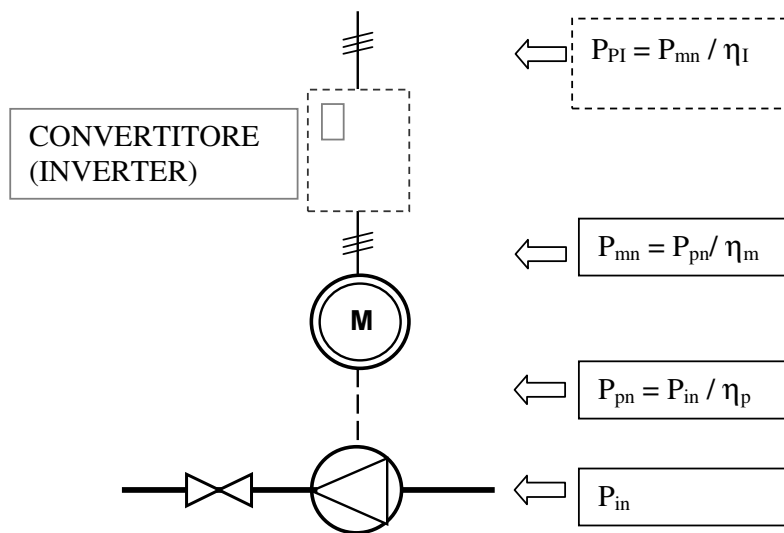 P_PI = P_mn / η_I
CONVERTITORE
(INVERTER)
P_mn = P_pn/ η_m
M
P_pn = P_in / η_p
P_in